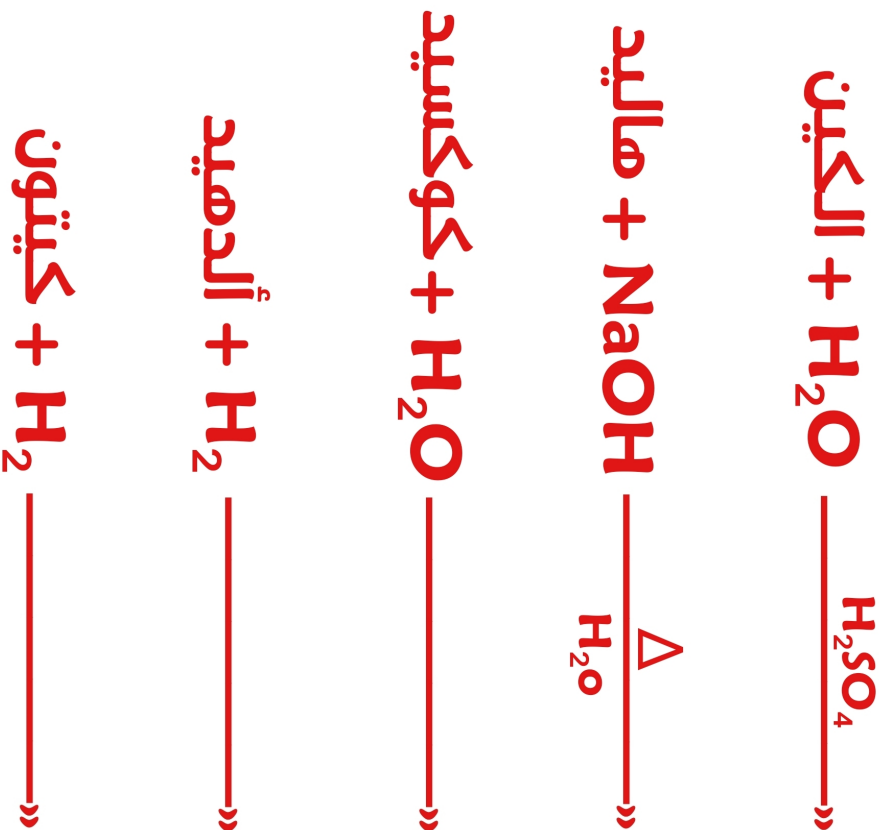 الكين + H₂O
H₂SO₄
هاليد + NaOH
△
H₂o
كوكسيد + H₂O
ألدهيد + H₂
كيتون + H₂